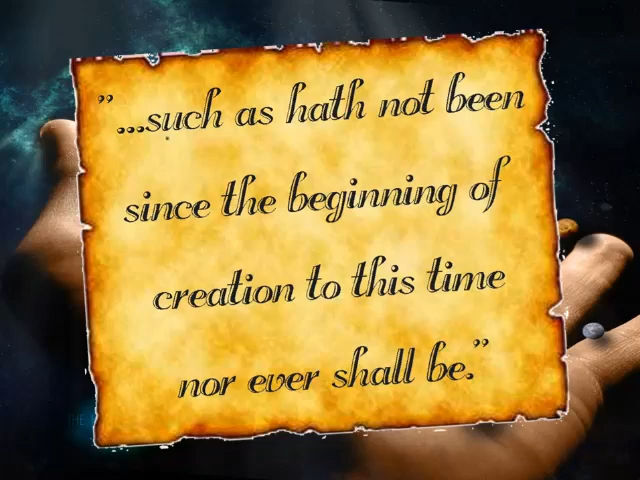 ”...such as hath not been
since the beginning of
creation to this time
nor ever shall be.”